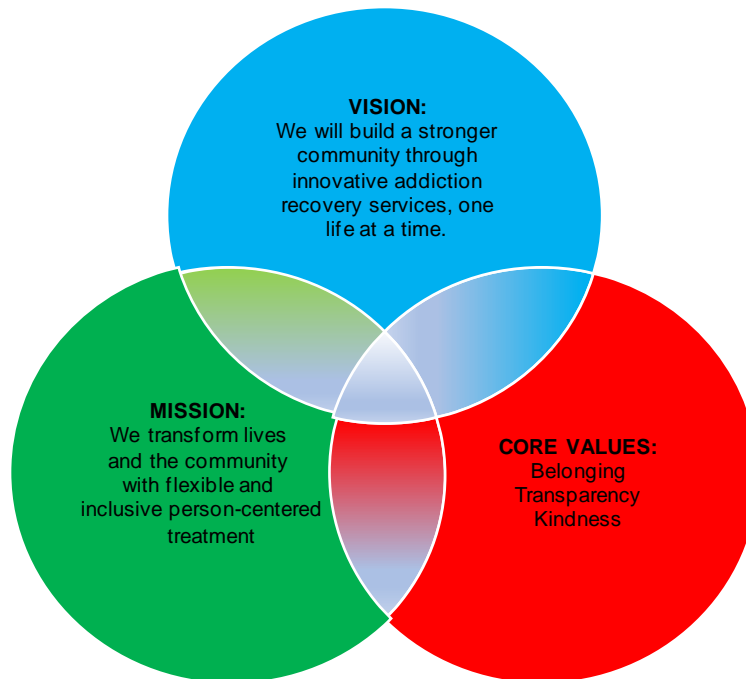 VISION:
We will build a stronger
community through
innovative addiction
recovery services, one
life at a time.
MISSION:
We transform lives
and the community
with flexible and
inclusive person-centered
treatment
CORE VALUES:
Belonging
Transparency
Kindness